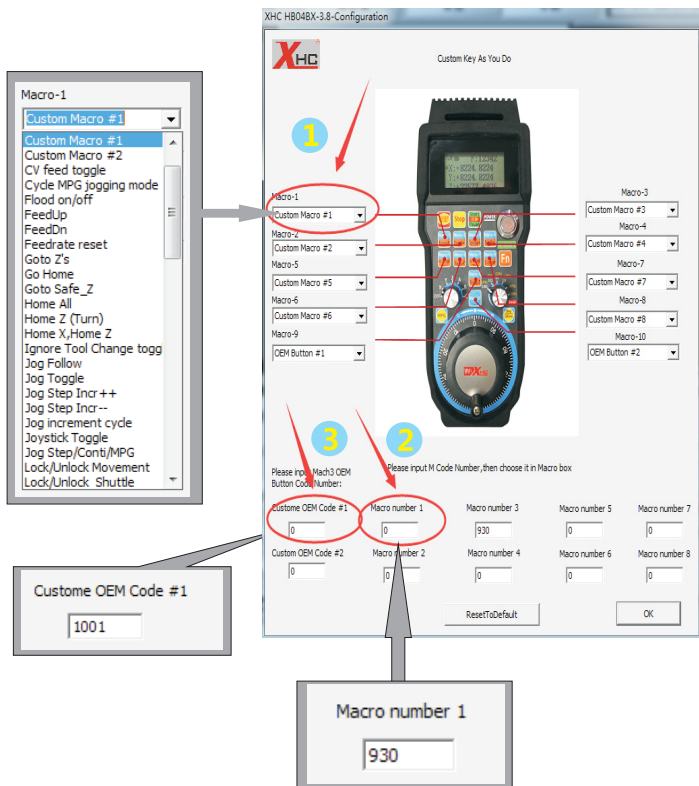 XHC HB04BX-3.8-Configuration
XHC
Custom Key As You Do
1
Macro-1
Custom Macro #1
Custom Macro #1
Custom Macro #2
CV feed toggle
Cycle MPG jogging mode
Flood on/off
FeedUp
FeedDn
Feedrate reset
Goto Z's
Go Home
Goto Safe_Z
Home All
Home Z (Turn)
Home X,Home Z
Ignore Tool Change togg
Jog Follow
Jog Toggle
Jog Step Incr++
Jog Step Incr--
Jog increment cycle
Joystick Toggle
Jog Step/Conti/MPG
Lock/Unlock Movement
Lock/Unlock Shuttle
Macro-1
Custom Macro #1
Macro-2
Custom Macro #2
Macro-5
Custom Macro #5
Macro-6
Custom Macro #6
Macro-9
OEM Button #1
X:+8224.8224
Y:+8224.8224
Stop
Fn
Macro-3
Custom Macro #3
Macro-4
Custom Macro #4
Macro-7
Custom Macro #7
Macro-8
Custom Macro #8
Macro-10
OEM Button #2
3
2
Please input Mach3 OEM
Button Code Number:
Please input M Code Number,then choose it in Macro box
Custome OEM Code #1
0
Macro number 1
0
Macro number 3
930
Macro number 5
0
Macro number 7
0
Custom OEM Code #2
0
Macro number 2
0
Macro number 4
0
Macro number 6
0
Macro number 8
0
ResetToDefault
OK
Custome OEM Code #1
1001
Macro number 1
930